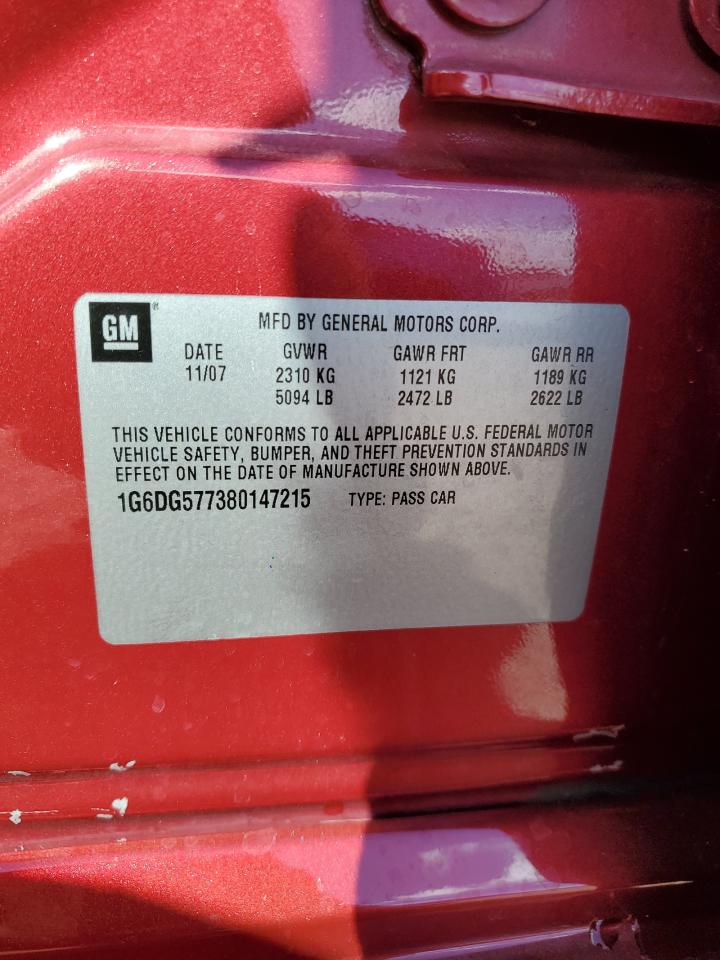 GM ®
MFD BY GENERAL MOTORS CORP.
DATE GVWR GAWR FRT GAWR RR
11/07 2310 KG 1121 KG 1189 KG
5094 LB 2472 LB 2622 LB
THIS VEHICLE CONFORMS TO ALL APPLICABLE U.S. FEDERAL MOTOR
VEHICLE SAFETY, BUMPER, AND THEFT PREVENTION STANDARDS IN
EFFECT ON THE DATE OF MANUFACTURE SHOWN ABOVE.
1G6DG577380147215 TYPE: PASS CAR